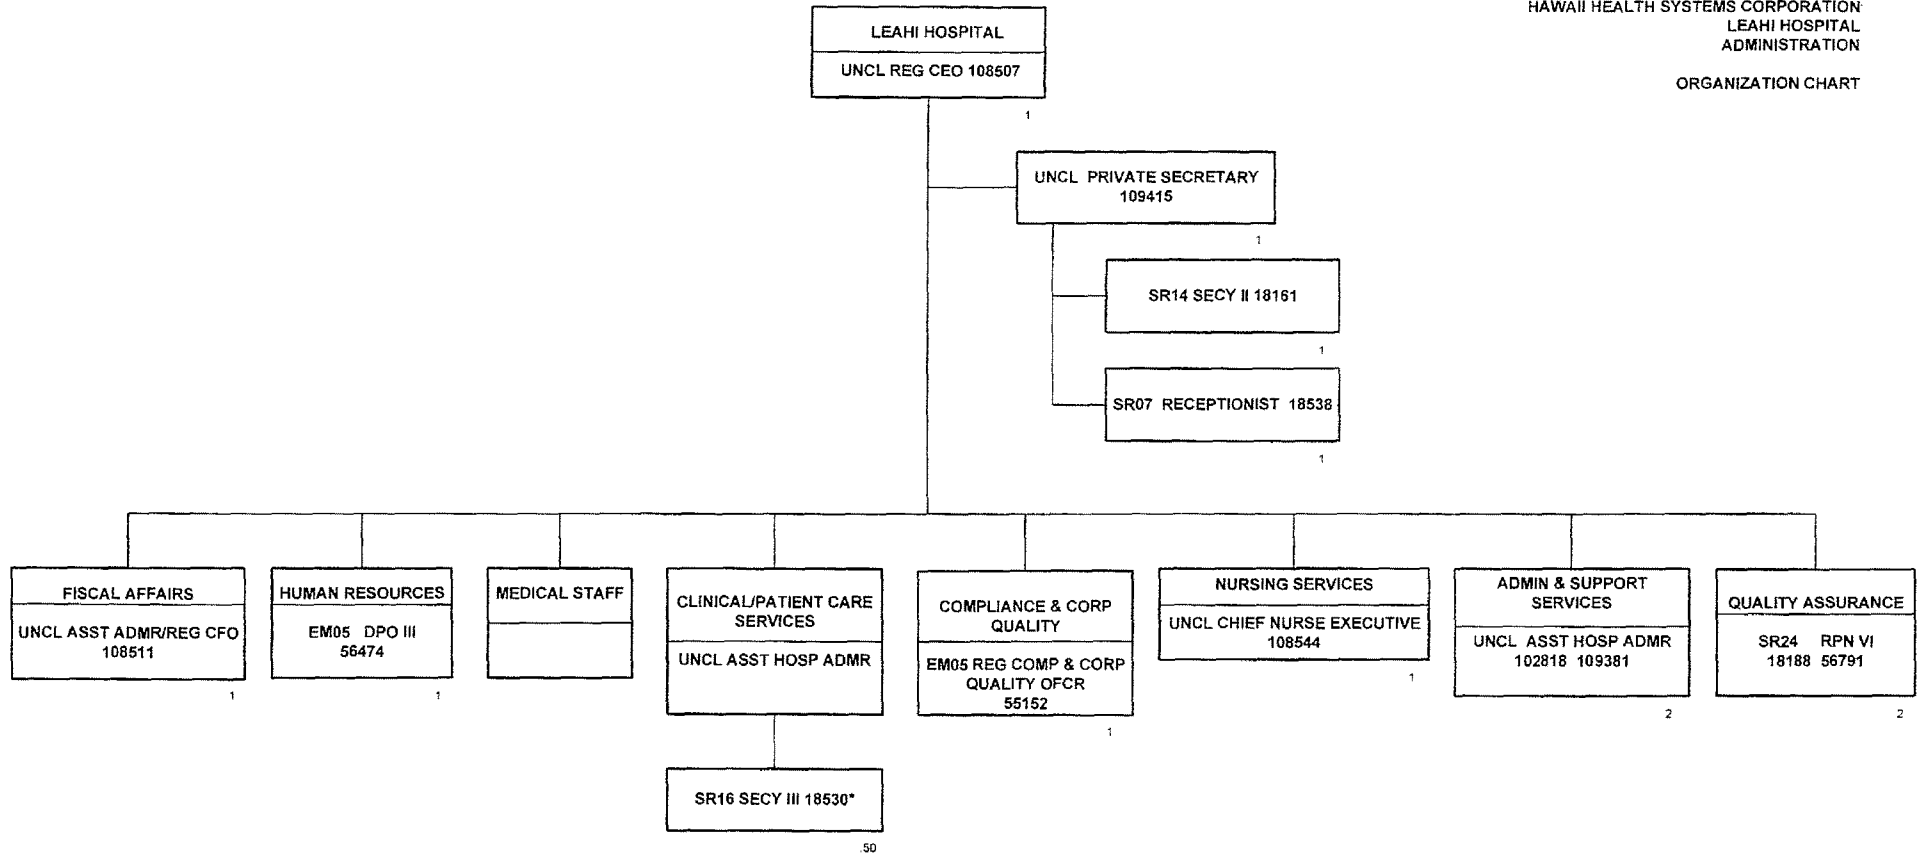 HAWAII HEALTH SYSTEMS CORPORATION
LEAHI HOSPITAL
ADMINISTRATION
ORGANIZATION CHART
LEAHI HOSPITAL
UNCL REG CEO 108507
1
UNCL PRIVATE SECRETARY
109415
1
SR14 SECY II 18161
1
SR07 RECEPTIONIST 18538
1
FISCAL AFFAIRS
UNCL ASST ADMR/REG CFO
108511
1
HUMAN RESOURCES
EM05 DPO III
56474
1
MEDICAL STAFF
CLINICAL/PATIENT CARE
SERVICES
UNCL ASST HOSP ADMR
SR16 SECY III 18530*
.50
COMPLIANCE & CORP
QUALITY
EM05 REG COMP & CORP
QUALITY OFCR
55152
1
NURSING SERVICES
UNCL CHIEF NURSE EXECUTIVE
108544
1
ADMIN & SUPPORT
SERVICES
UNCL ASST HOSP ADMR
102818 109381
2
QUALITY ASSURANCE
SR24 RPN VI
18188 56791
2